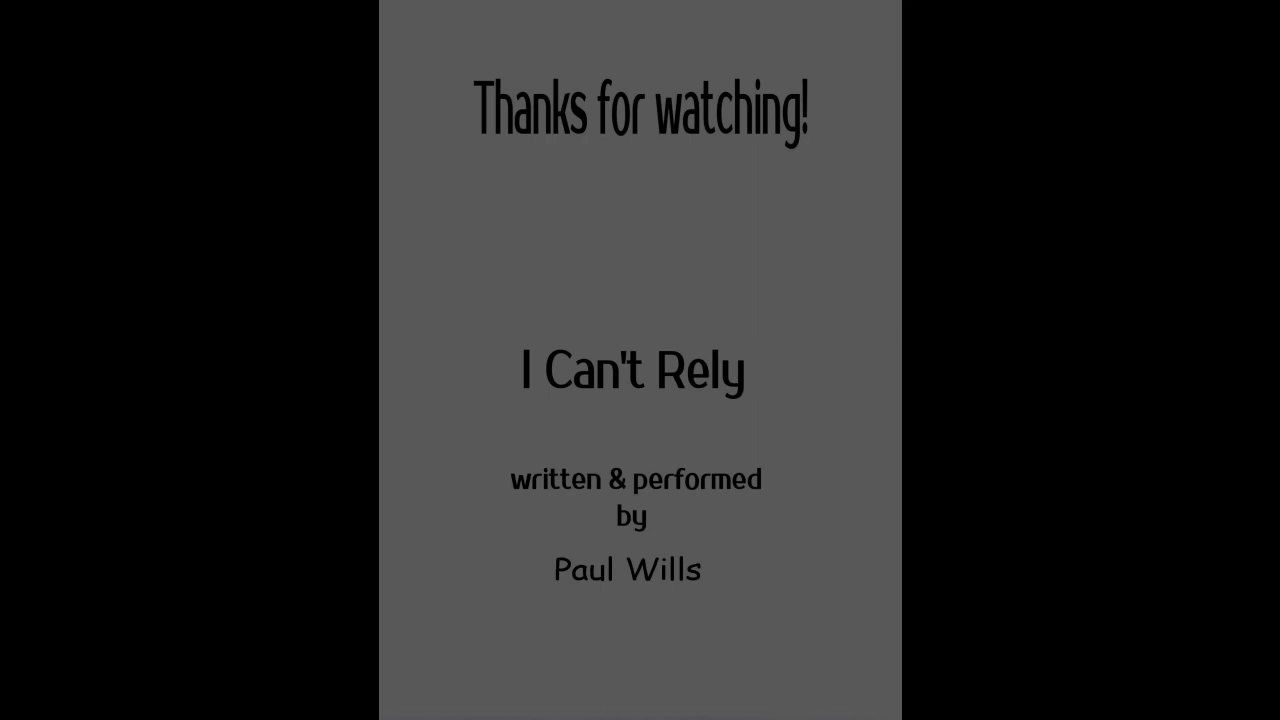 Thanks for watching!
I Can't Rely
written & performed
by
Paul Wills